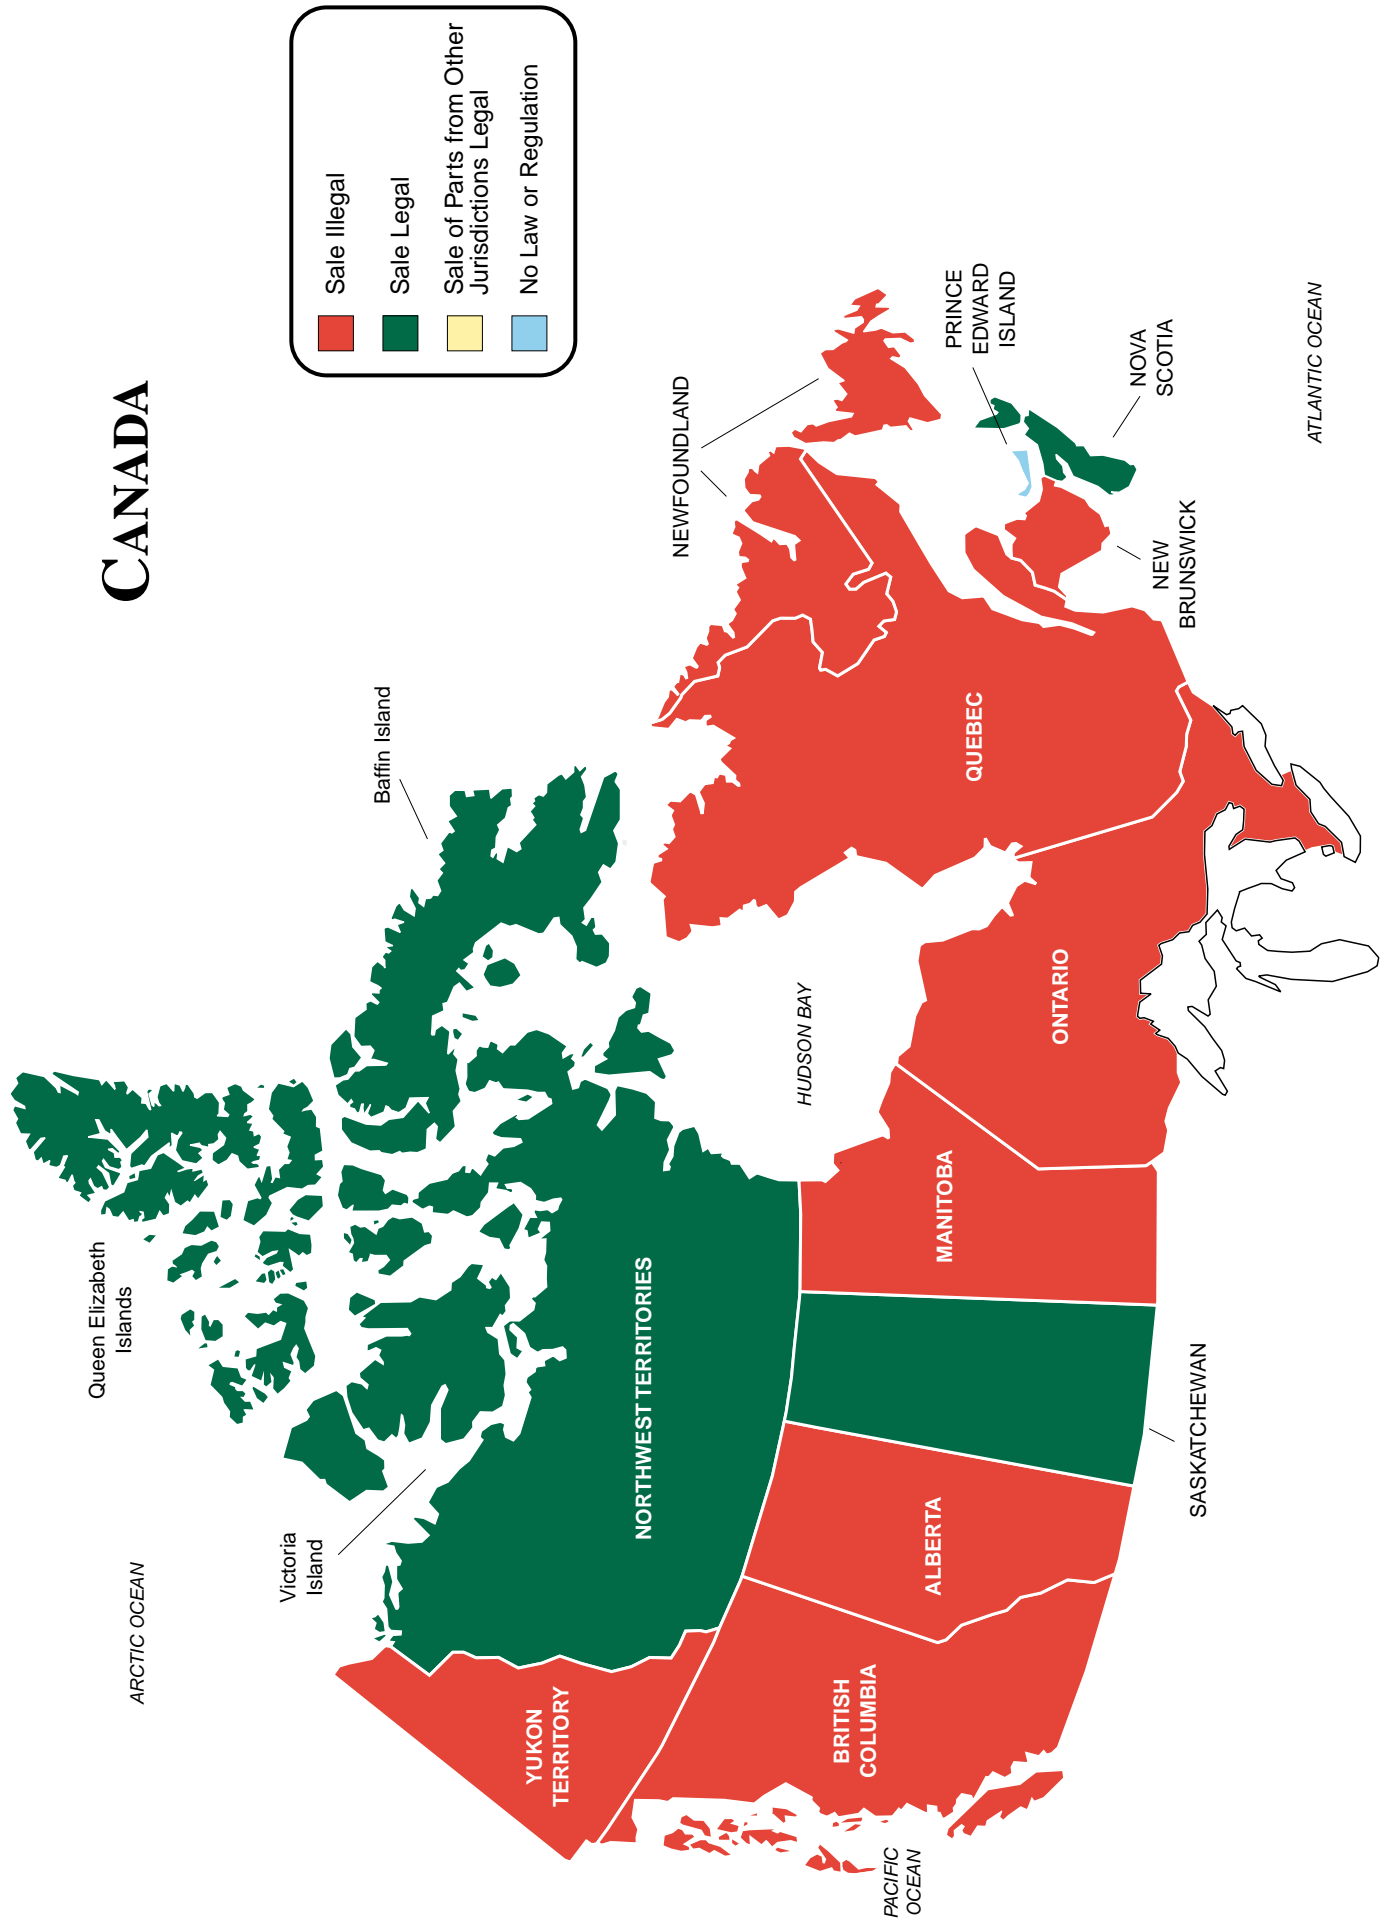 CANADA
Sale Illegal
Sale Legal
Sale of Parts from Other
Jurisdictions Legal
No Law or Regulation
ARCTIC OCEAN
Queen Elizabeth
Islands
Victoria
Island
Baffin Island
YUKON
TERRITORY
NORTHWEST TERRITORIES
NEWFOUNDLAND
HUDSON BAY
BRITISH
COLUMBIA
ALBERTA
MANITOBA
QUEBEC
ONTARIO
PRINCE
EDWARD
ISLAND
NOVA
SCOTIA
NEW
BRUNSWICK
SASKATCHEWAN
PACIFIC
OCEAN
ATLANTIC OCEAN